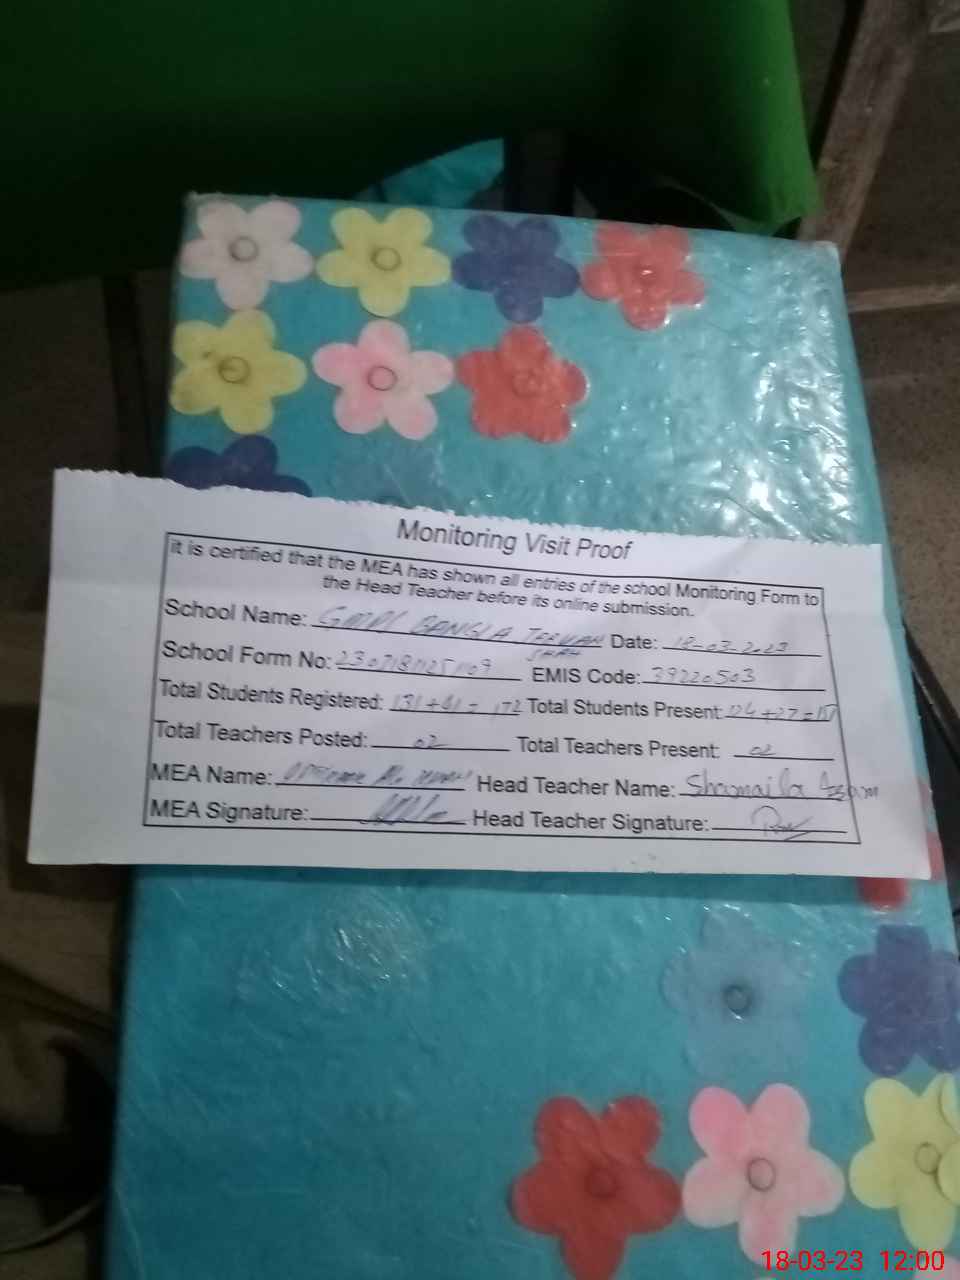 Monitoring Visit Proof
it is certified that the MEA has shown all entries of the school Monitoring Form to
the Head Teacher before its online submission.
School Name: BANGLA Date: 18-03-2023
SHAH
School Form No: EMIS Code: 39220503
Total Students Registered: 131+41= 172 Total Students Present: 124+27=151
Total Teachers Posted: 02 Total Teachers Present: 02
MEA Name: Head Teacher Name: Shamaila
MEA Signature: Head Teacher Signature:
18-03-23 12:00